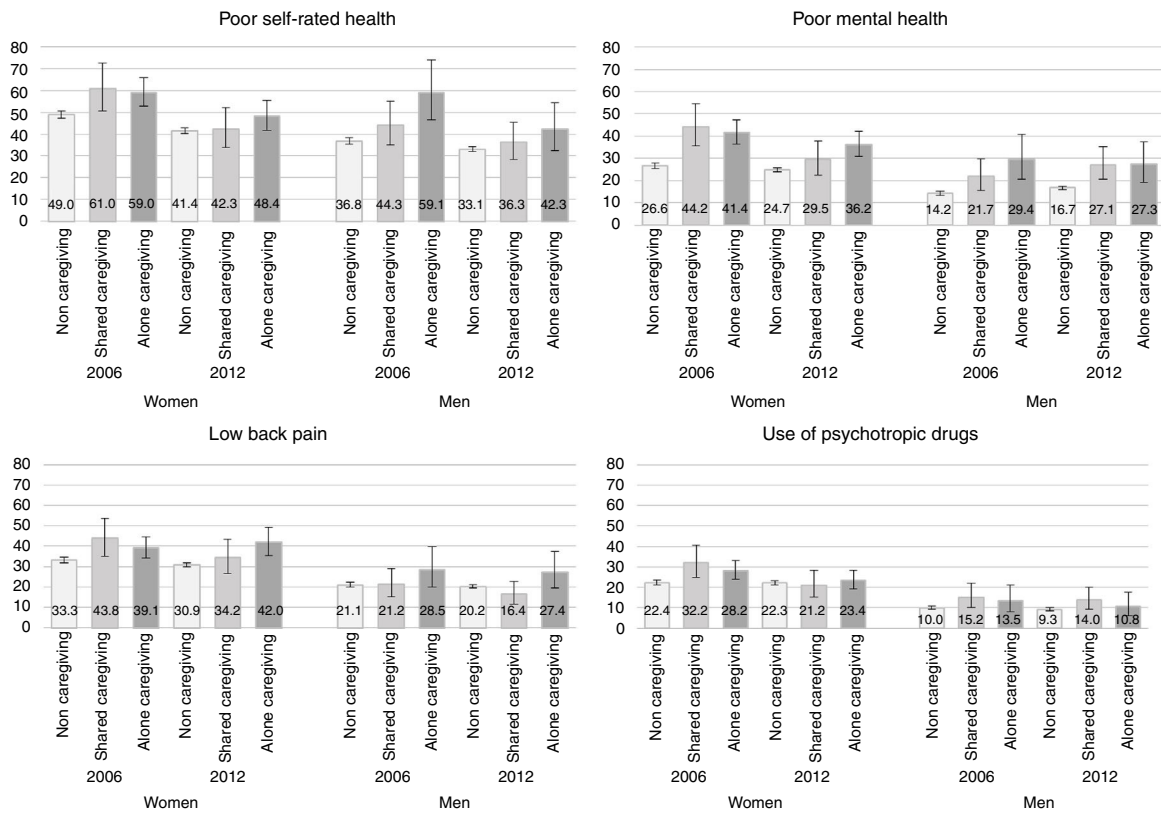 Poor self-rated health
80
70
60
50
40
30
20
10
0
49.0 61.0 59.0 41.4 42.3 48.4 36.8 44.3 59.1 33.1 36.3 42.3
Non caregiving
Shared caregiving
Alone caregiving
Non caregiving
Shared caregiving
Alone caregiving
Non caregiving
Shared caregiving
Alone caregiving
Non caregiving
Shared caregiving
Alone caregiving
2006 2012 2006 2012
Women Men
Poor mental health
80
70
60
50
40
30
20
10
0
26.6 44.2 41.4 24.7 29.5 36.2 14.2 21.7 29.4 16.7 27.1 27.3
Non caregiving
Shared caregiving
Alone caregiving
Non caregiving
Shared caregiving
Alone caregiving
Non caregiving
Shared caregiving
Alone caregiving
Non caregiving
Shared caregiving
Alone caregiving
2006 2012 2006 2012
Women Men
Low back pain
80
70
60
50
40
30
20
10
0
33.3 43.8 39.1 30.9 34.2 42.0 21.1 21.2 28.5 20.2 16.4 27.4
Non caregiving
Shared caregiving
Alone caregiving
Non caregiving
Shared caregiving
Alone caregiving
Non caregiving
Shared caregiving
Alone caregiving
Non caregiving
Shared caregiving
Alone caregiving
2006 2012 2006 2012
Women Men
Use of psychotropic drugs
80
70
60
50
40
30
20
10
0
22.4 32.2 28.2 22.3 21.2 23.4 10.0 15.2 13.5 9.3 14.0 10.8
Non caregiving
Shared caregiving
Alone caregiving
Non caregiving
Shared caregiving
Alone caregiving
Non caregiving
Shared caregiving
Alone caregiving
Non caregiving
Shared caregiving
Alone caregiving
2006 2012 2006 2012
Women Men